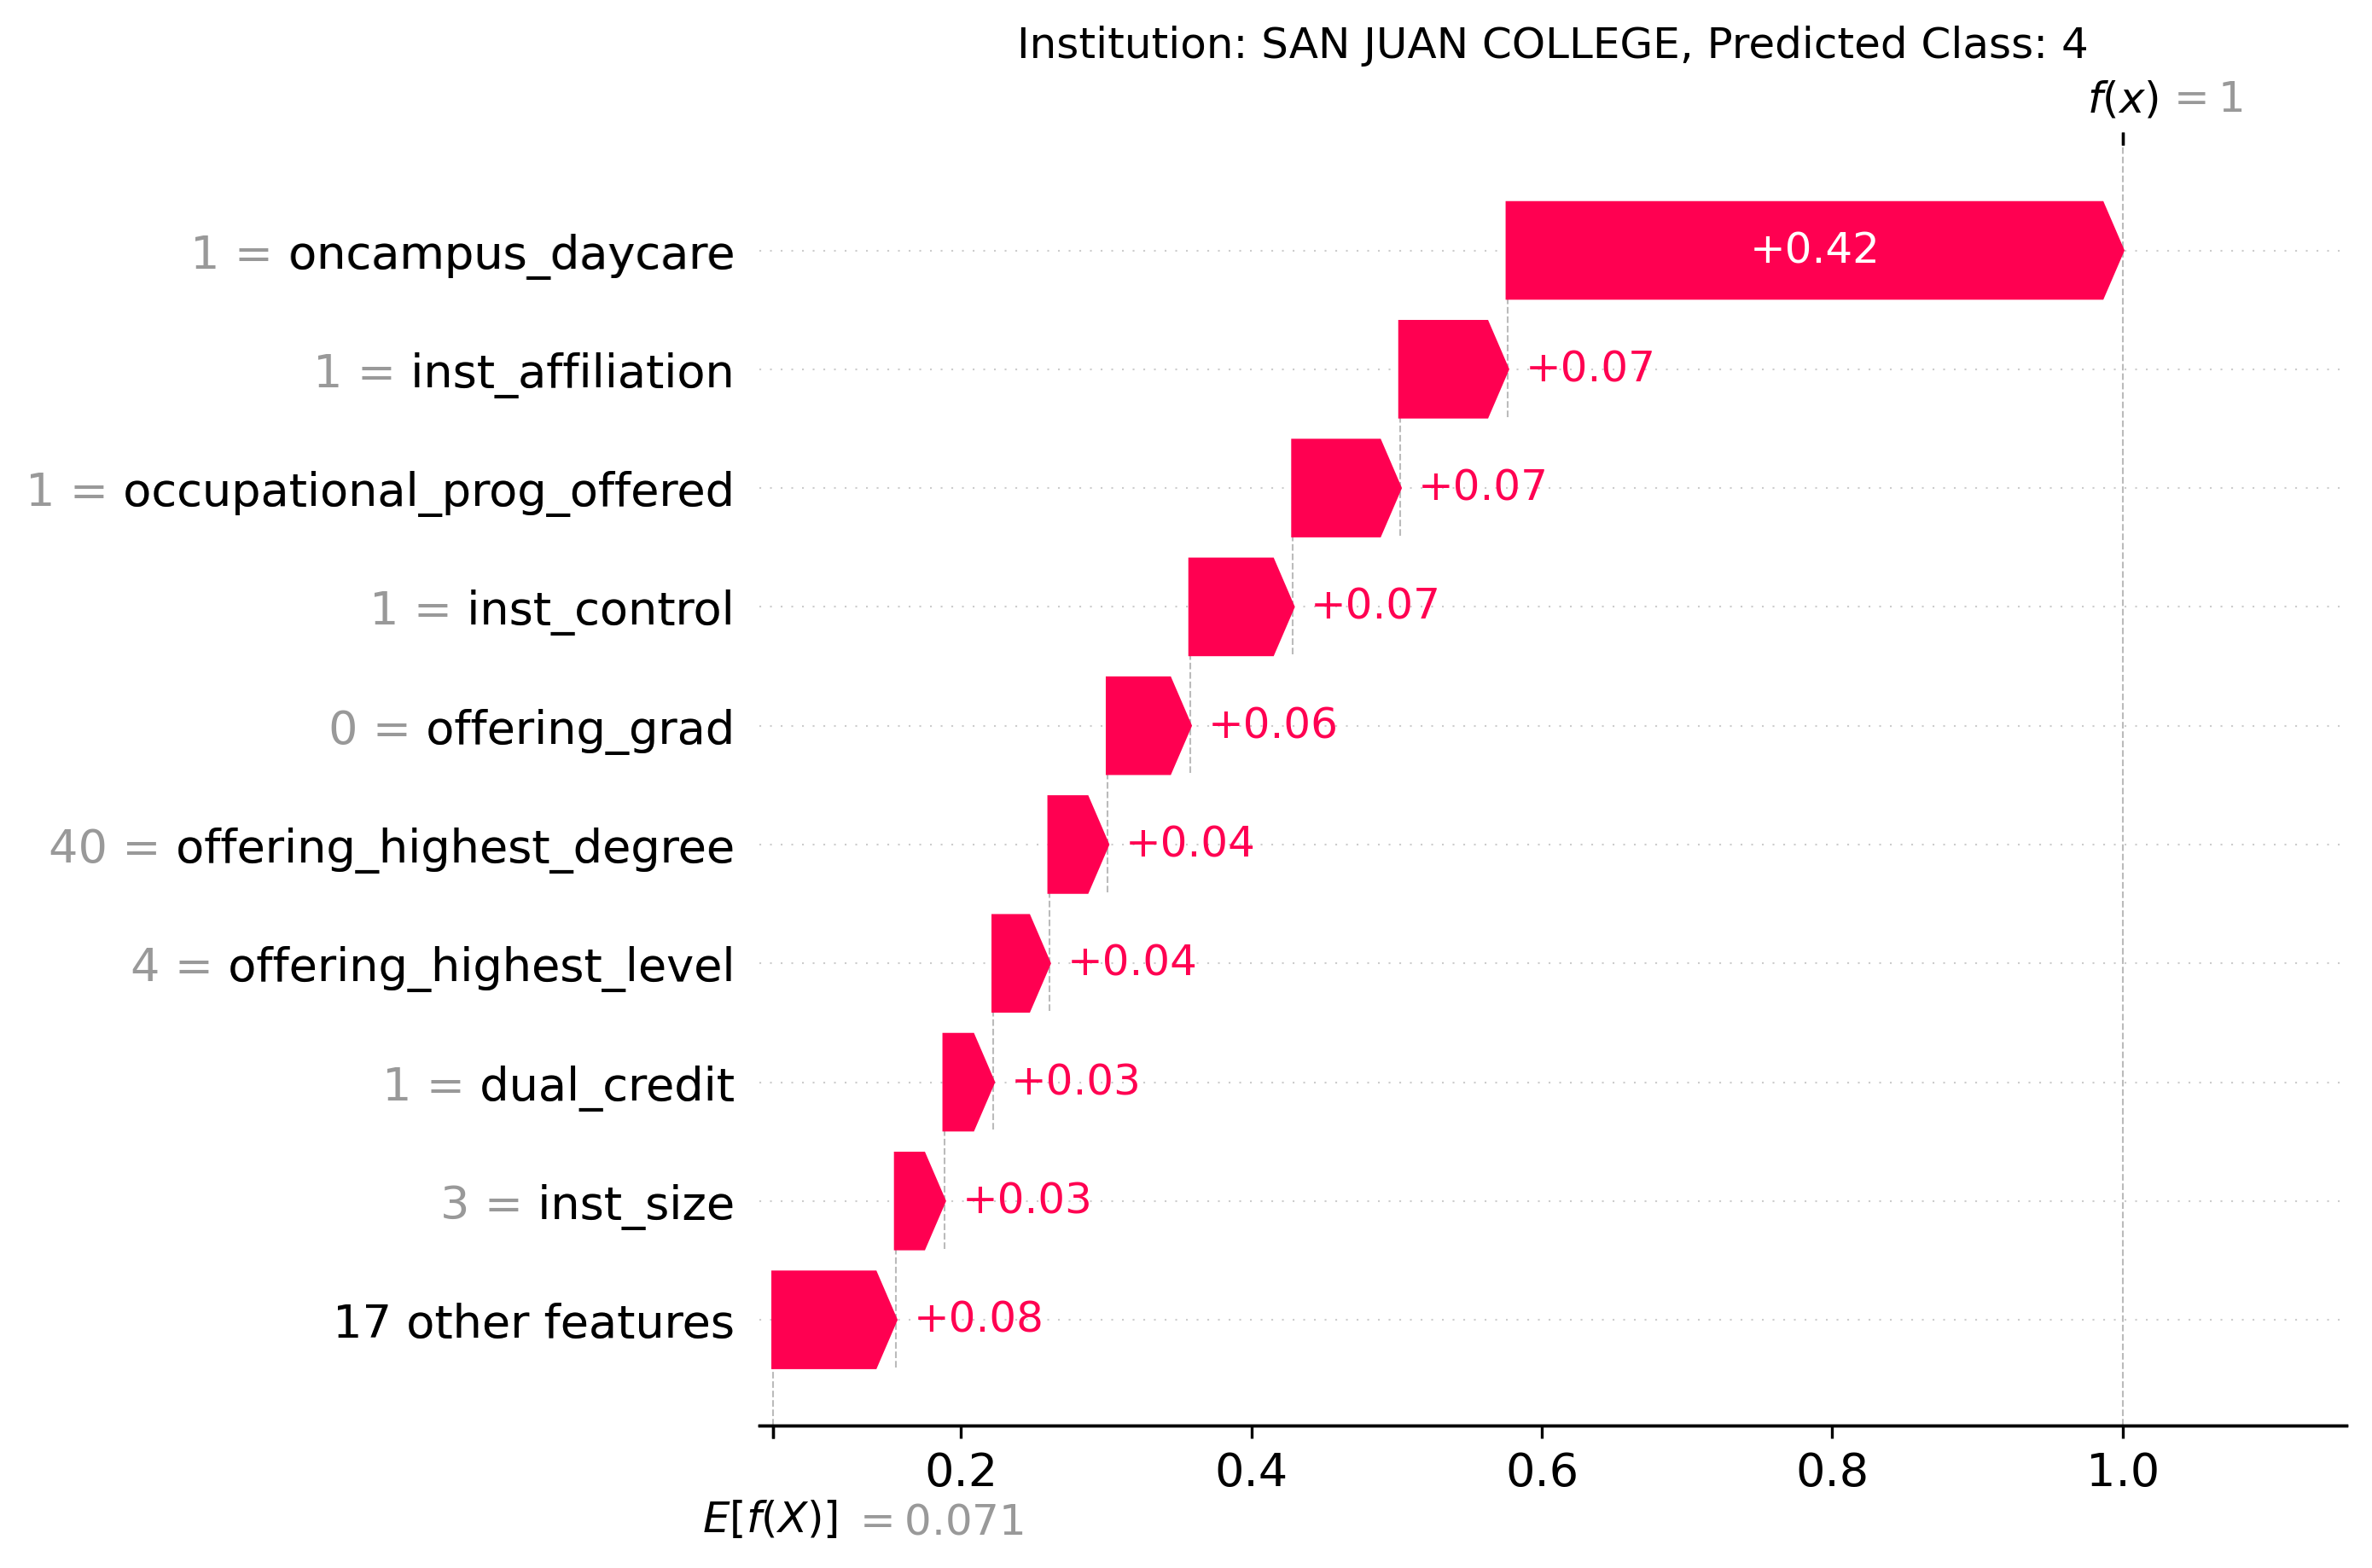 Institution: SAN JUAN COLLEGE, Predicted Class: 4
f(x) = 1
1 = oncampus_daycare +0.42
1 = inst_affiliation +0.07
1 = occupational_prog_offered +0.07
1 = inst_control +0.07
0 = offering_grad +0.06
40 = offering_highest_degree +0.04
4 = offering_highest_level +0.04
1 = dual_credit +0.03
3 = inst_size +0.03
17 other features +0.08
0.2 0.4 0.6 0.8 1.0
E[f(X)] = 0.071